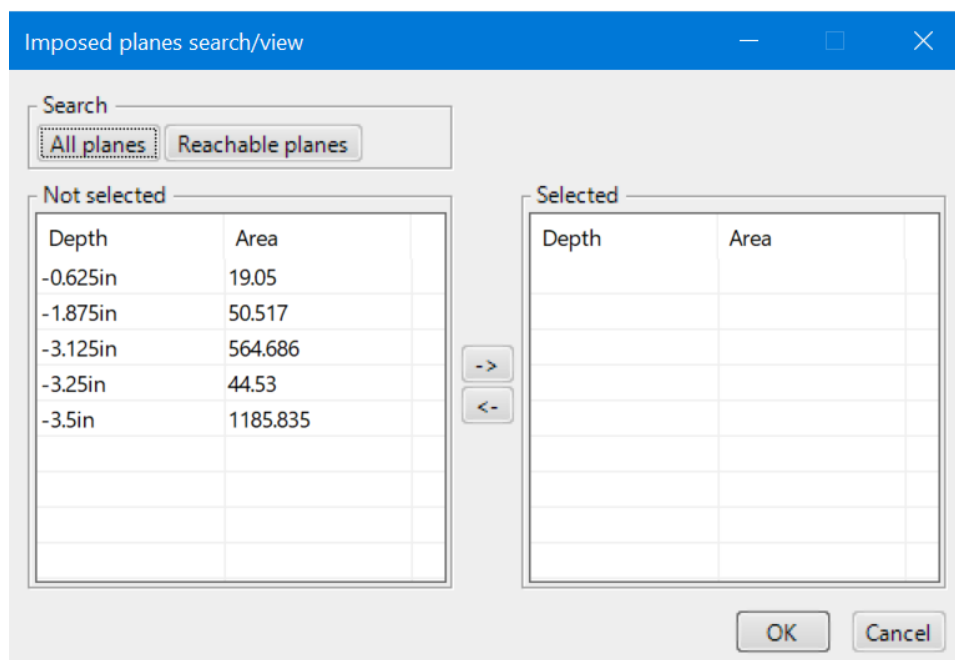 Imposed planes search/view
Search
All planes Reachable planes
Not selected
Depth Area
-0.625in 19.05
-1.875in 50.517
-3.125in 564.686
-3.25in 44.53
-3.5in 1185.835
->
<-
Selected
Depth Area
OK Cancel